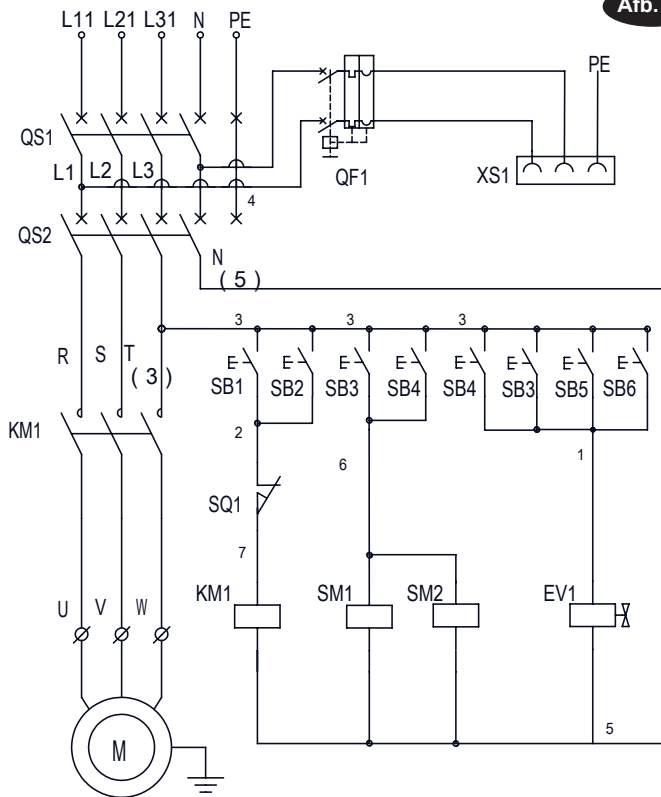 Afb.
L11 L21 L31 N PE
PE
QS1
L1 L2 L3
QF1
XS1
4
QS2
N
( 5 )
3 3 3
R S T
( 3 )
SB1 SB2 SB3 SB4 SB4 SB3 SB5 SB6
KM1
2
6
1
SQ1
7
KM1 SM1 SM2 EV1
U V W
5
M